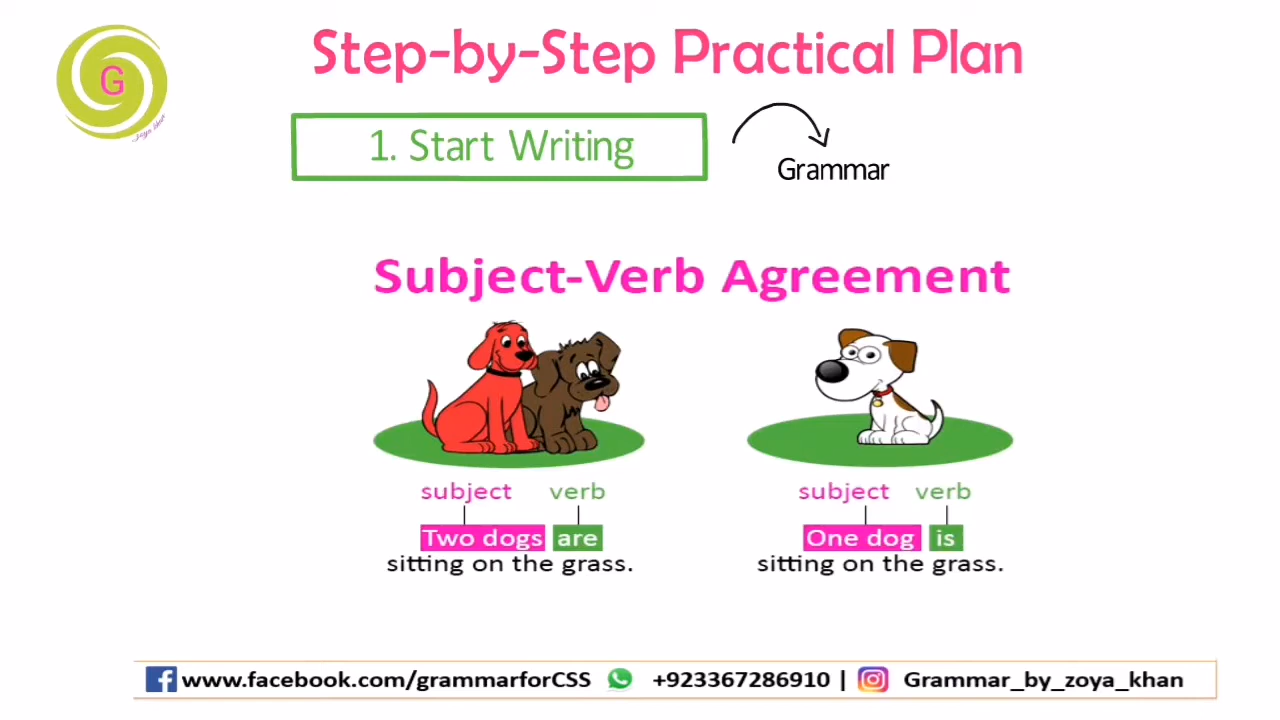 G
Step-by-Step Practical Plan
1. Start Writing
Grammar
Subject-Verb Agreement
subject verb
Two dogs are
sitting on the grass.
subject verb
One dog is
sitting on the grass.
www.facebook.com/grammarforCSS +923367286910 | Grammar_by_zoya_khan